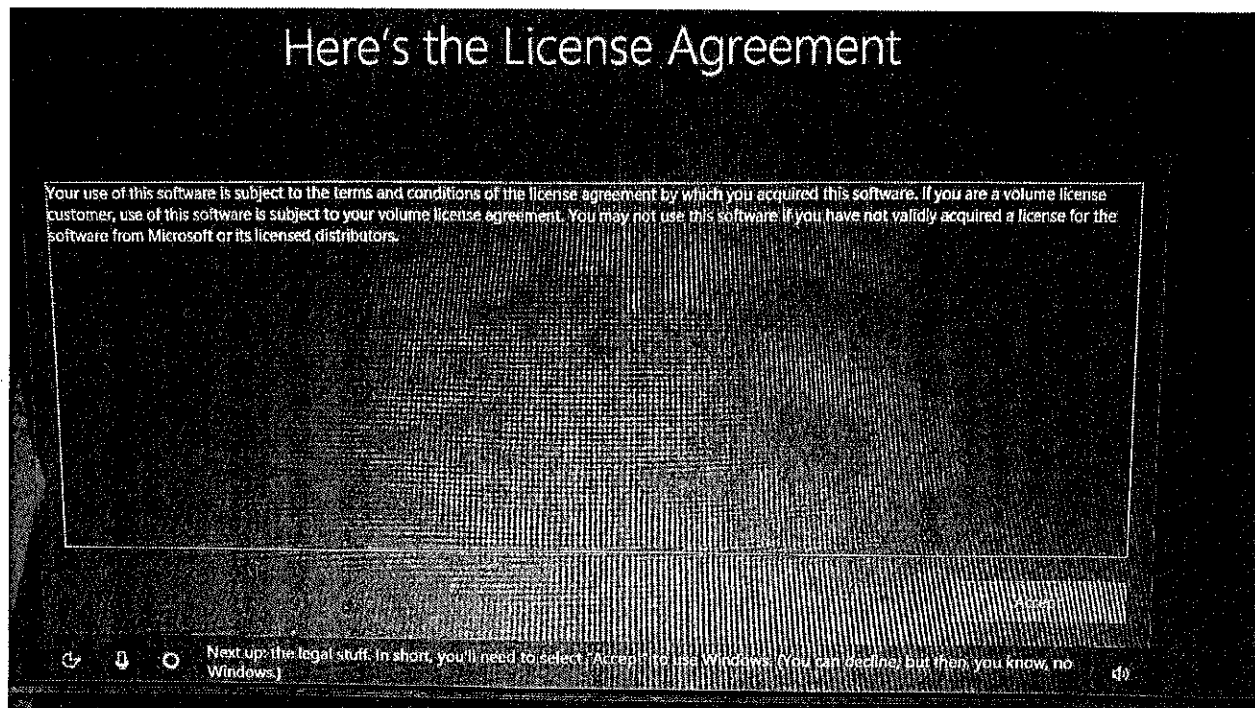 Here's the License Agreement
Your use of this software is subject to the terms and conditions of the license agreement by which you acquired this software. If you are a volume license
customer, use of this software is subject to your volume license agreement. You may not use this software if you have not validly acquired a license for the
software from Microsoft or its licensed distributors.
Accept
Next up: the legal stuff. In short, you'll need to select "Accept" to use Windows. (You can decline, but then, you know, no
Windows.)